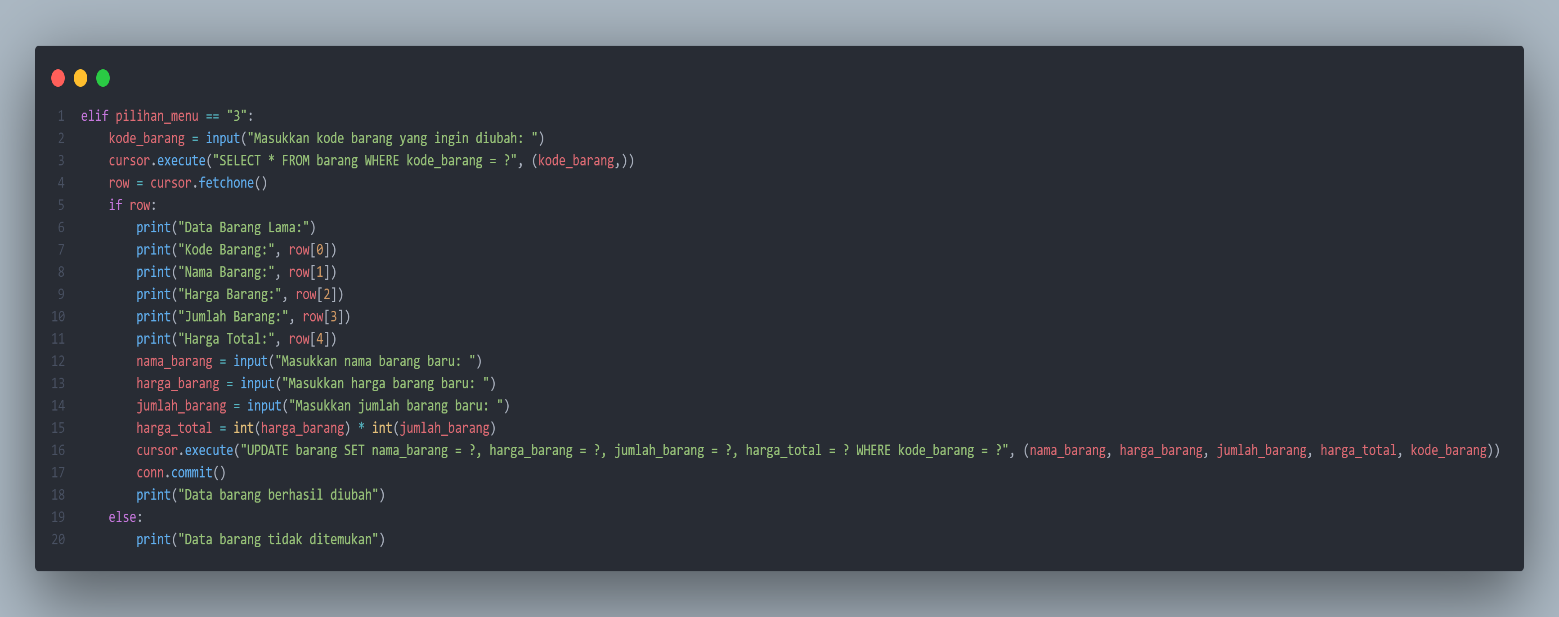 1 elif pilihan_menu == "3":
2     kode_barang = input("Masukkan kode barang yang ingin diubah: ")
3     cursor.execute("SELECT * FROM barang WHERE kode_barang = ?", (kode_barang,))
4     row = cursor.fetchone()
5     if row:
6         print("Data Barang Lama:")
7         print("Kode Barang:", row[0])
8         print("Nama Barang:", row[1])
9         print("Harga Barang:", row[2])
10         print("Jumlah Barang:", row[3])
11         print("Harga Total:", row[4])
12         nama_barang = input("Masukkan nama barang baru: ")
13         harga_barang = input("Masukkan harga barang baru: ")
14         jumlah_barang = input("Masukkan jumlah barang baru: ")
15         harga_total = int(harga_barang) * int(jumlah_barang)
16         cursor.execute("UPDATE barang SET nama_barang = ?, harga_barang = ?, jumlah_barang = ?, harga_total = ? WHERE kode_barang = ?", (nama_barang, harga_barang, jumlah_barang, harga_total, kode_barang))
17         conn.commit()
18         print("Data barang berhasil diubah")
19     else:
20         print("Data barang tidak ditemukan")